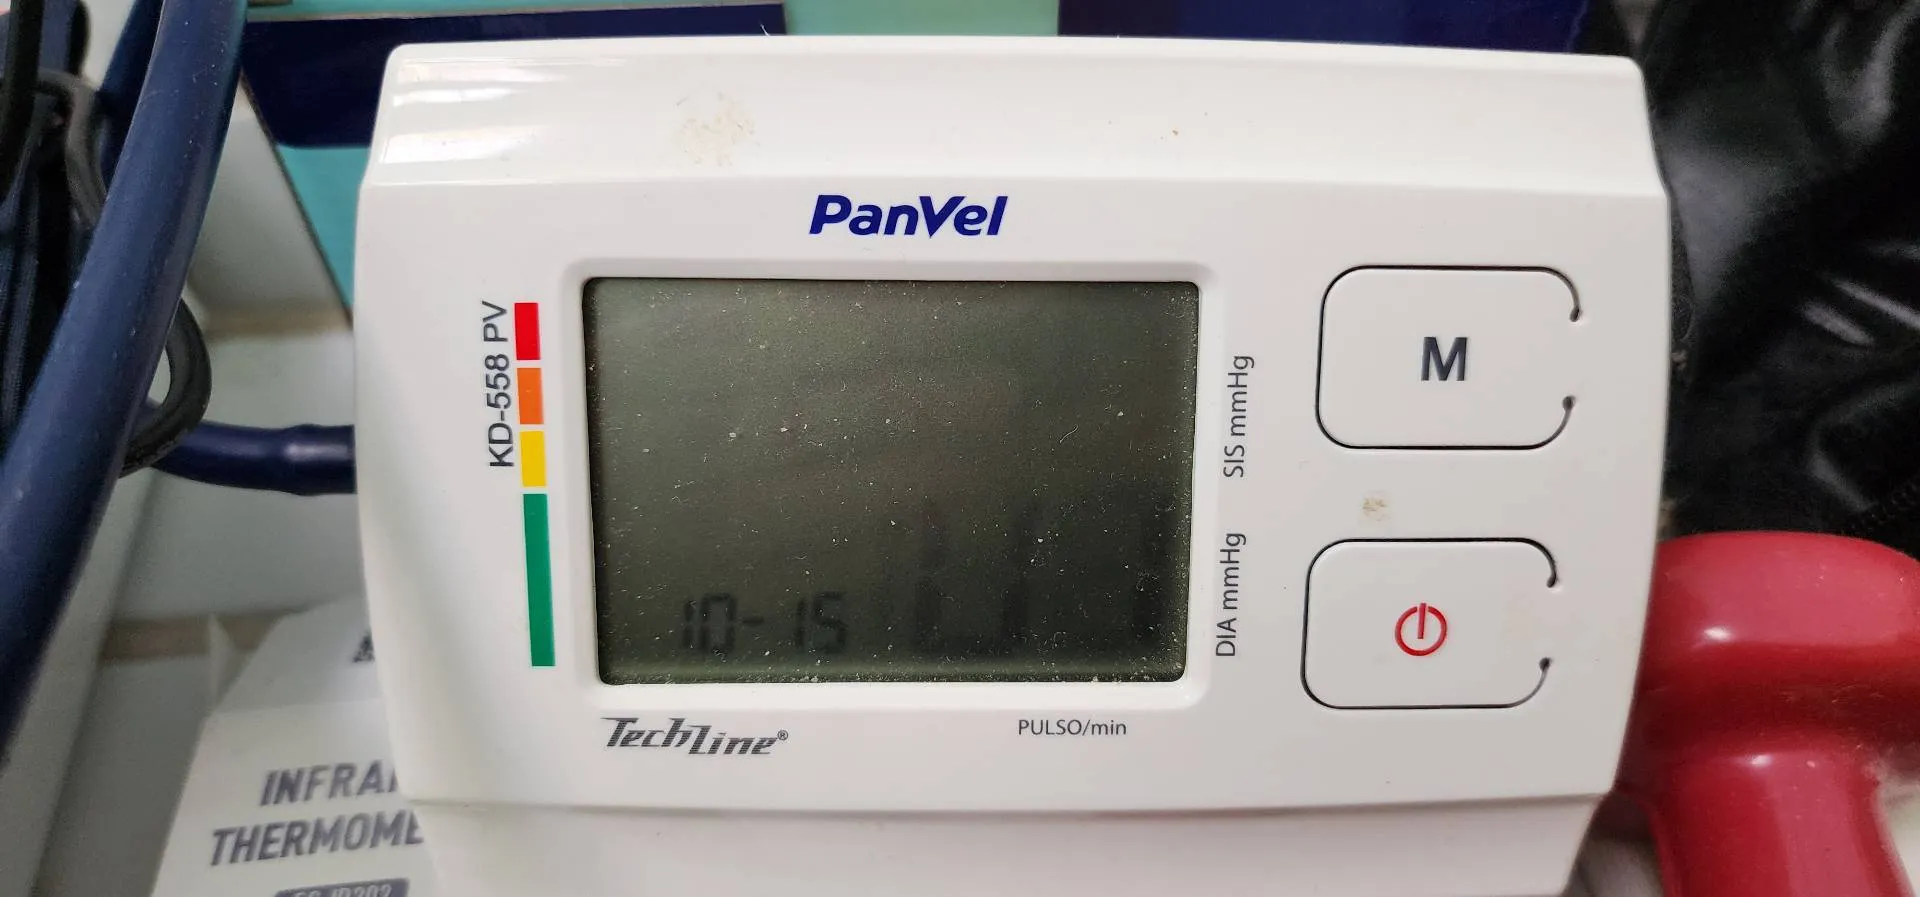 PanVel
KD-558 PV
SIS mmHg
M
DIA mmHg
10-15
TechLine®
PULSO/min
INFRA
THERMOME